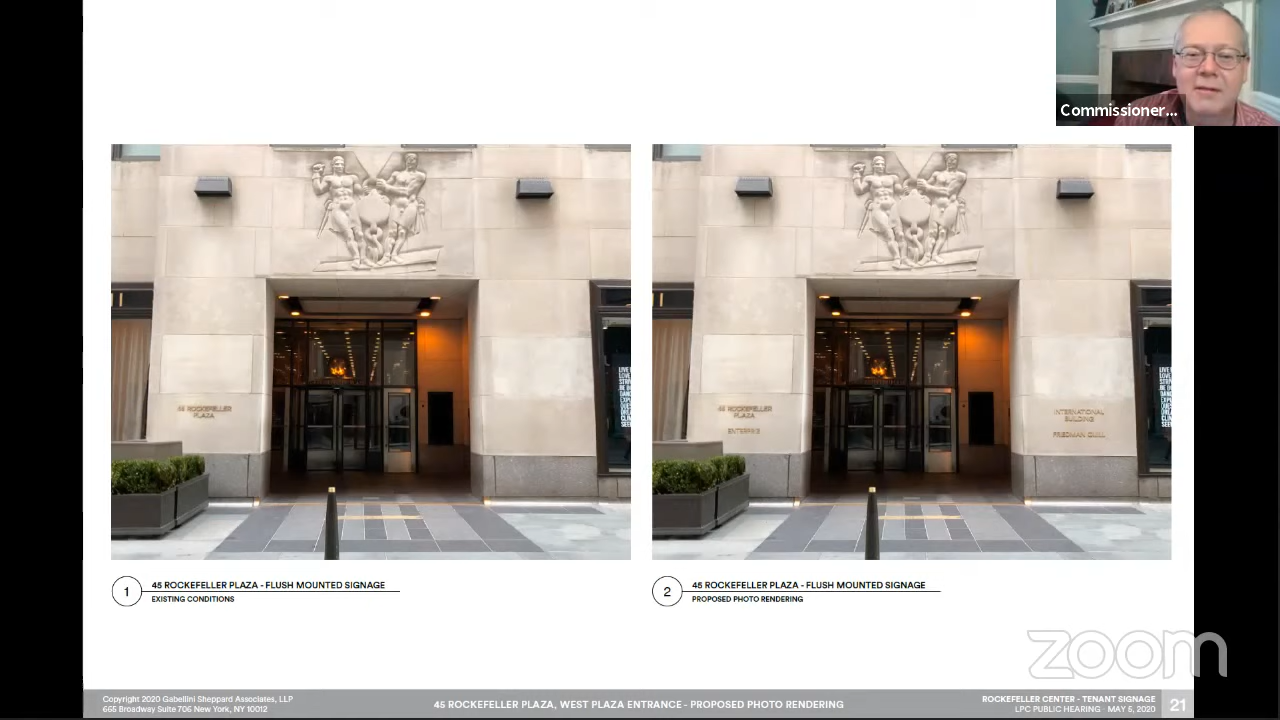 Commissioner...
45 ROCKEFELLER
PLAZA
45 ROCKEFELLER
PLAZA
INTERNATIONAL
BUILDING
1
45 ROCKEFELLER PLAZA - FLUSH MOUNTED SIGNAGE
EXISTING CONDITIONS
2
45 ROCKEFELLER PLAZA - FLUSH MOUNTED SIGNAGE
PROPOSED PHOTO RENDERING
zoom
Copyright 2020 Gabellini Sheppard Associates, LLP
665 Broadway Suite 706 New York, NY 10012
45 ROCKEFELLER PLAZA, WEST PLAZA ENTRANCE - PROPOSED PHOTO RENDERING
ROCKEFELLER CENTER - TENANT SIGNAGE
LPC PUBLIC HEARING - MAY 5, 2020
21